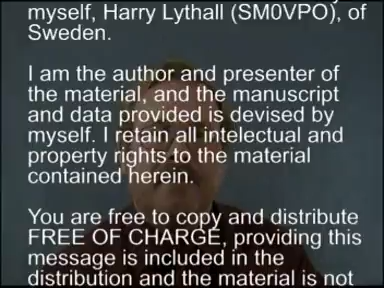 myself, Harry Lythall (SM0VPO), of
Sweden.
I am the author and presenter of
the material, and the manuscript
and data provided is devised by
myself. I retain all intelectual and
property rights to the material
contained herein.
You are free to copy and distribute
FREE OF CHARGE, providing this
message is included in the
distribution and the material is not